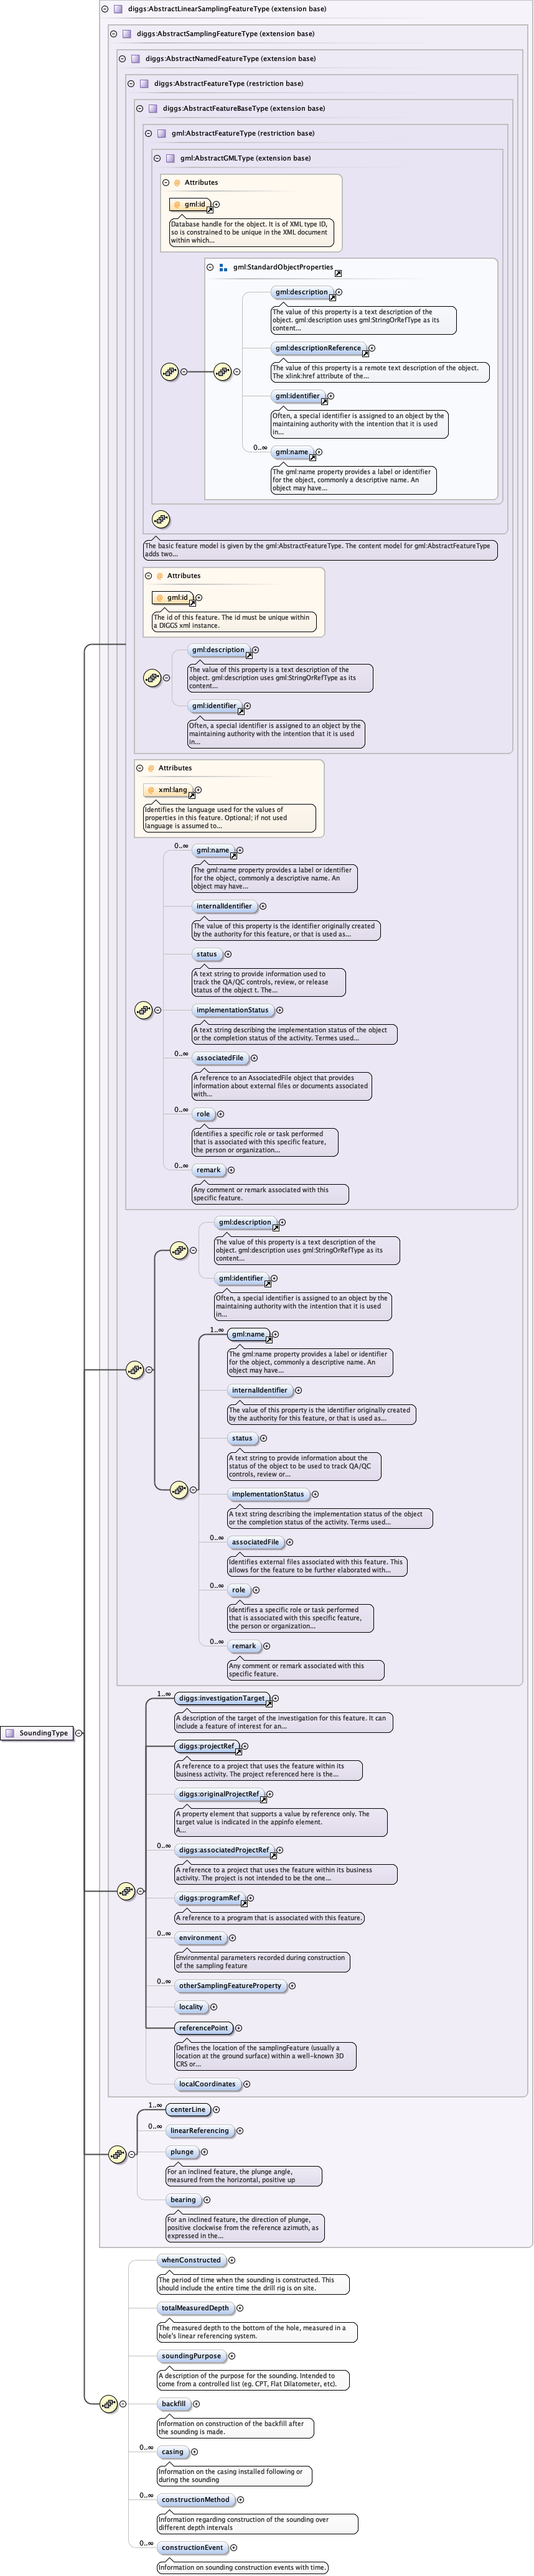 diggs:AbstractLinearSamplingFeatureType (extension base)
diggs:AbstractSamplingFeatureType (extension base)
diggs:AbstractNamedFeatureType (extension base)
diggs:AbstractFeatureType (restriction base)
diggs:AbstractFeatureBaseType (extension base)
gml:AbstractFeatureType (restriction base)
gml:AbstractGMLType (extension base)
Attributes
gml:id
Database handle for the object. It is of XML type ID,
so is constrained to be unique in the XML document
within which...
gml:StandardObjectProperties
gml:description
The value of this property is a text description of the
object. gml:description uses gml:StringOrRefType as its
content...
gml:descriptionReference
The value of this property is a remote text description of the object.
The xlink:href attribute of the...
gml:identifier
Often, a special identifier is assigned to an object by the
maintaining authority with the intention that it is used
in...
0..∞
gml:name
The gml:name property provides a label or identifier
for the object, commonly a descriptive name. An
object may have...
The basic feature model is given by the gml:AbstractFeatureType. The content model for gml:AbstractFeatureType
adds two...
Attributes
gml:id
The id of this feature. The id must be unique within
a DIGGS xml instance.
gml:description
The value of this property is a text description of the
object. gml:description uses gml:StringOrRefType as its
content...
gml:identifier
Often, a special identifier is assigned to an object by the
maintaining authority with the intention that it is used
in...
Attributes
xml:lang
Identifies the language used for the values of
properties in this feature. Optional; if not used
language is assumed to...
0..∞
gml:name
The gml:name property provides a label or identifier
for the object, commonly a descriptive name. An
object may have...
internalIdentifier
The value of this property is the identifier originally created
by the authority for this feature, or that is used as...
status
A text string to provide information used to
track the QA/QC controls, review, or release
status of the object t. The...
implementationStatus
A text string describing the implementation status of the object
or the completion status of the activity. Termes used...
0..∞
associatedFile
A reference to an AssociatedFile object that provides
information about external files or documents associated
with...
0..∞
role
Identifies a specific role or task performed
that is associated with this specific feature,
the person or organization...
0..∞
remark
Any comment or remark associated with this
specific feature.
gml:description
The value of this property is a text description of the
object. gml:description uses gml:StringOrRefType as its
content...
gml:identifier
Often, a special identifier is assigned to an object by the
maintaining authority with the intention that it is used
in...
1..∞
gml:name
The gml:name property provides a label or identifier
for the object, commonly a descriptive name. An
object may have...
internalIdentifier
The value of this property is the identifier originally created
by the authority for this feature, or that is used as...
status
A text string to provide information about the
status of the object to be used to track QA/QC
controls, review or...
implementationStatus
A text string describing the implementation status of the object
or the completion status of the activity. Terms used...
0..∞
associatedFile
Identifies external files associated with this feature. This
allows for the feature to be further elaborated with...
0..∞
role
Identifies a specific role or task performed
that is associated with this specific feature,
the person or organization...
0..∞
remark
Any comment or remark associated with this
specific feature.
SoundingType
1..∞
diggs:investigationTarget
A description of the target of the investigation for this feature. It can
include a feature of interest for an...
diggs:projectRef
A reference to a project that uses the feature within its
business activity. The project referenced here is the...
diggs:originalProjectRef
A property element that supports a value by reference only. The
target value is indicated in the appinfo element.
A...
0..∞
diggs:associatedProjectRef
A reference to a project that uses the feature within its business
activity. The project is not intended to be the one...
0..∞
diggs:programRef
A reference to a program that is associated with this feature.
0..∞
environment
Environmental parameters recorded during construction
of the sampling feature
0..∞
otherSamplingFeatureProperty
locality
referencePoint
Defines the location of the samplingFeature (usually a
location at the ground surface) within a well-known 3D
CRS or...
localCoordinates
1..∞
centerLine
0..∞
linearReferencing
plunge
For an inclined feature, the plunge angle,
measured from the horizontal, positive up
bearing
For an inclined feature, the direction of plunge,
positive clockwise from the reference azimuth, as
expressed in the...
whenConstructed
The period of time when the sounding is constructed. This
should include the entire time the drill rig is on site.
totalMeasuredDepth
The measured depth to the bottom of the hole, measured in a
hole's linear referencing system.
soundingPurpose
A description of the purpose for the sounding. Intended to
come from a controlled list (eg. CPT, Flat Dilatometer, etc).
backfill
Information on construction of the backfill after
the sounding is made.
0..∞
casing
Information on the casing installed following or
during the sounding
0..∞
constructionMethod
Information regarding construction of the sounding over
different depth intervals
0..∞
constructionEvent
Information on sounding construction events with time.